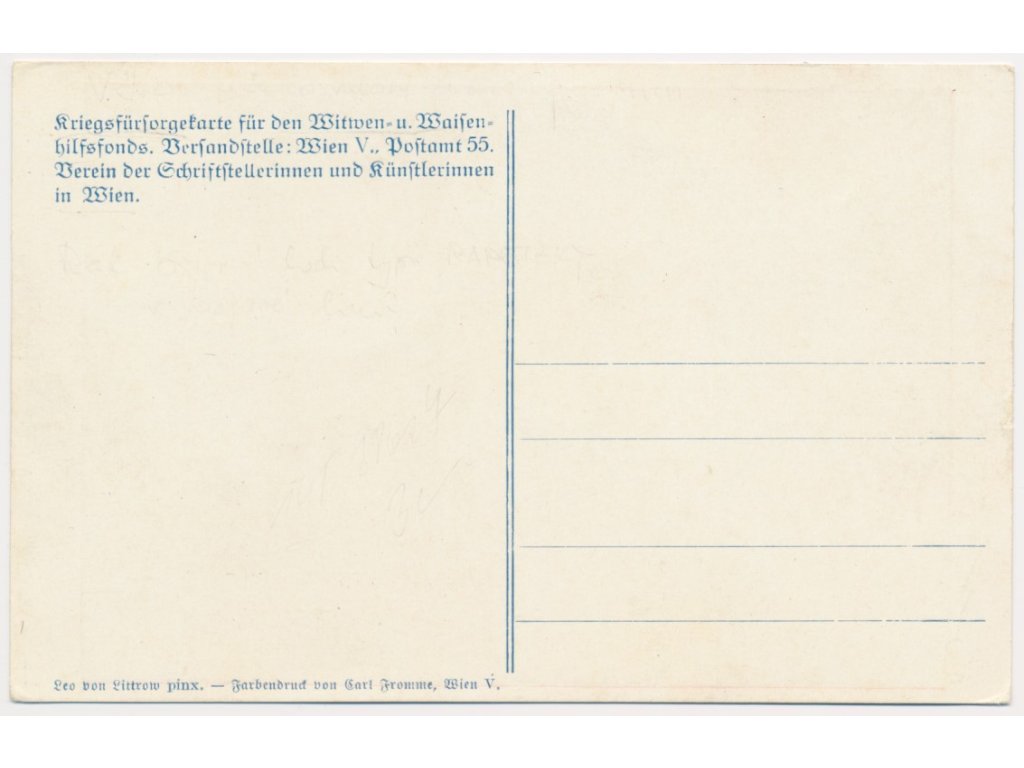 Kriegsfürsorgekarte für den Witwen- u. Waisen-
hilfsfonds. Versandstelle: Wien V., Postamt 55.
Verein der Schriftstellerinnen und Künstlerinnen
in Wien.
Leo von Littrow pinx. — Farbendruck von Carl Fromme, Wien V.